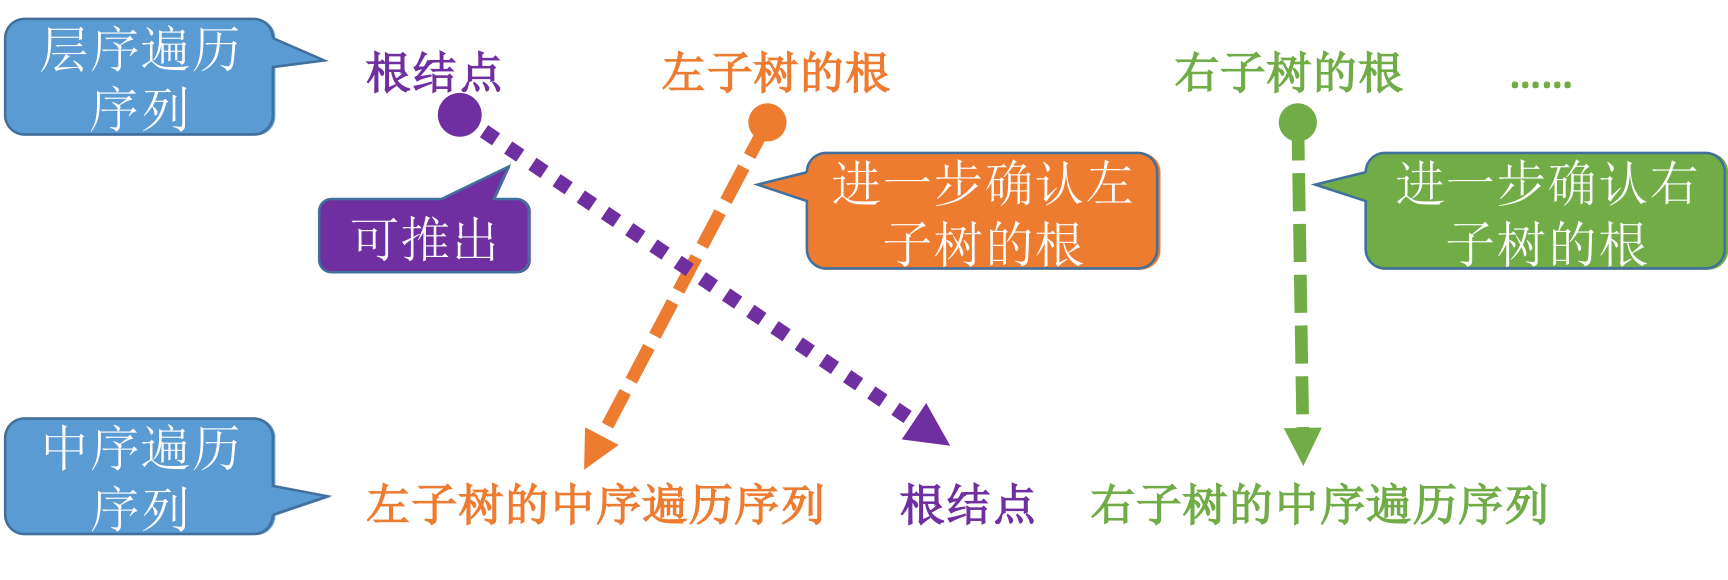 层序遍历
序列
根结点
左子树的根
右子树的根
……
可推出
进一步确认左
子树的根
进一步确认右
子树的根
中序遍历
序列
左子树的中序遍历序列
根结点
右子树的中序遍历序列